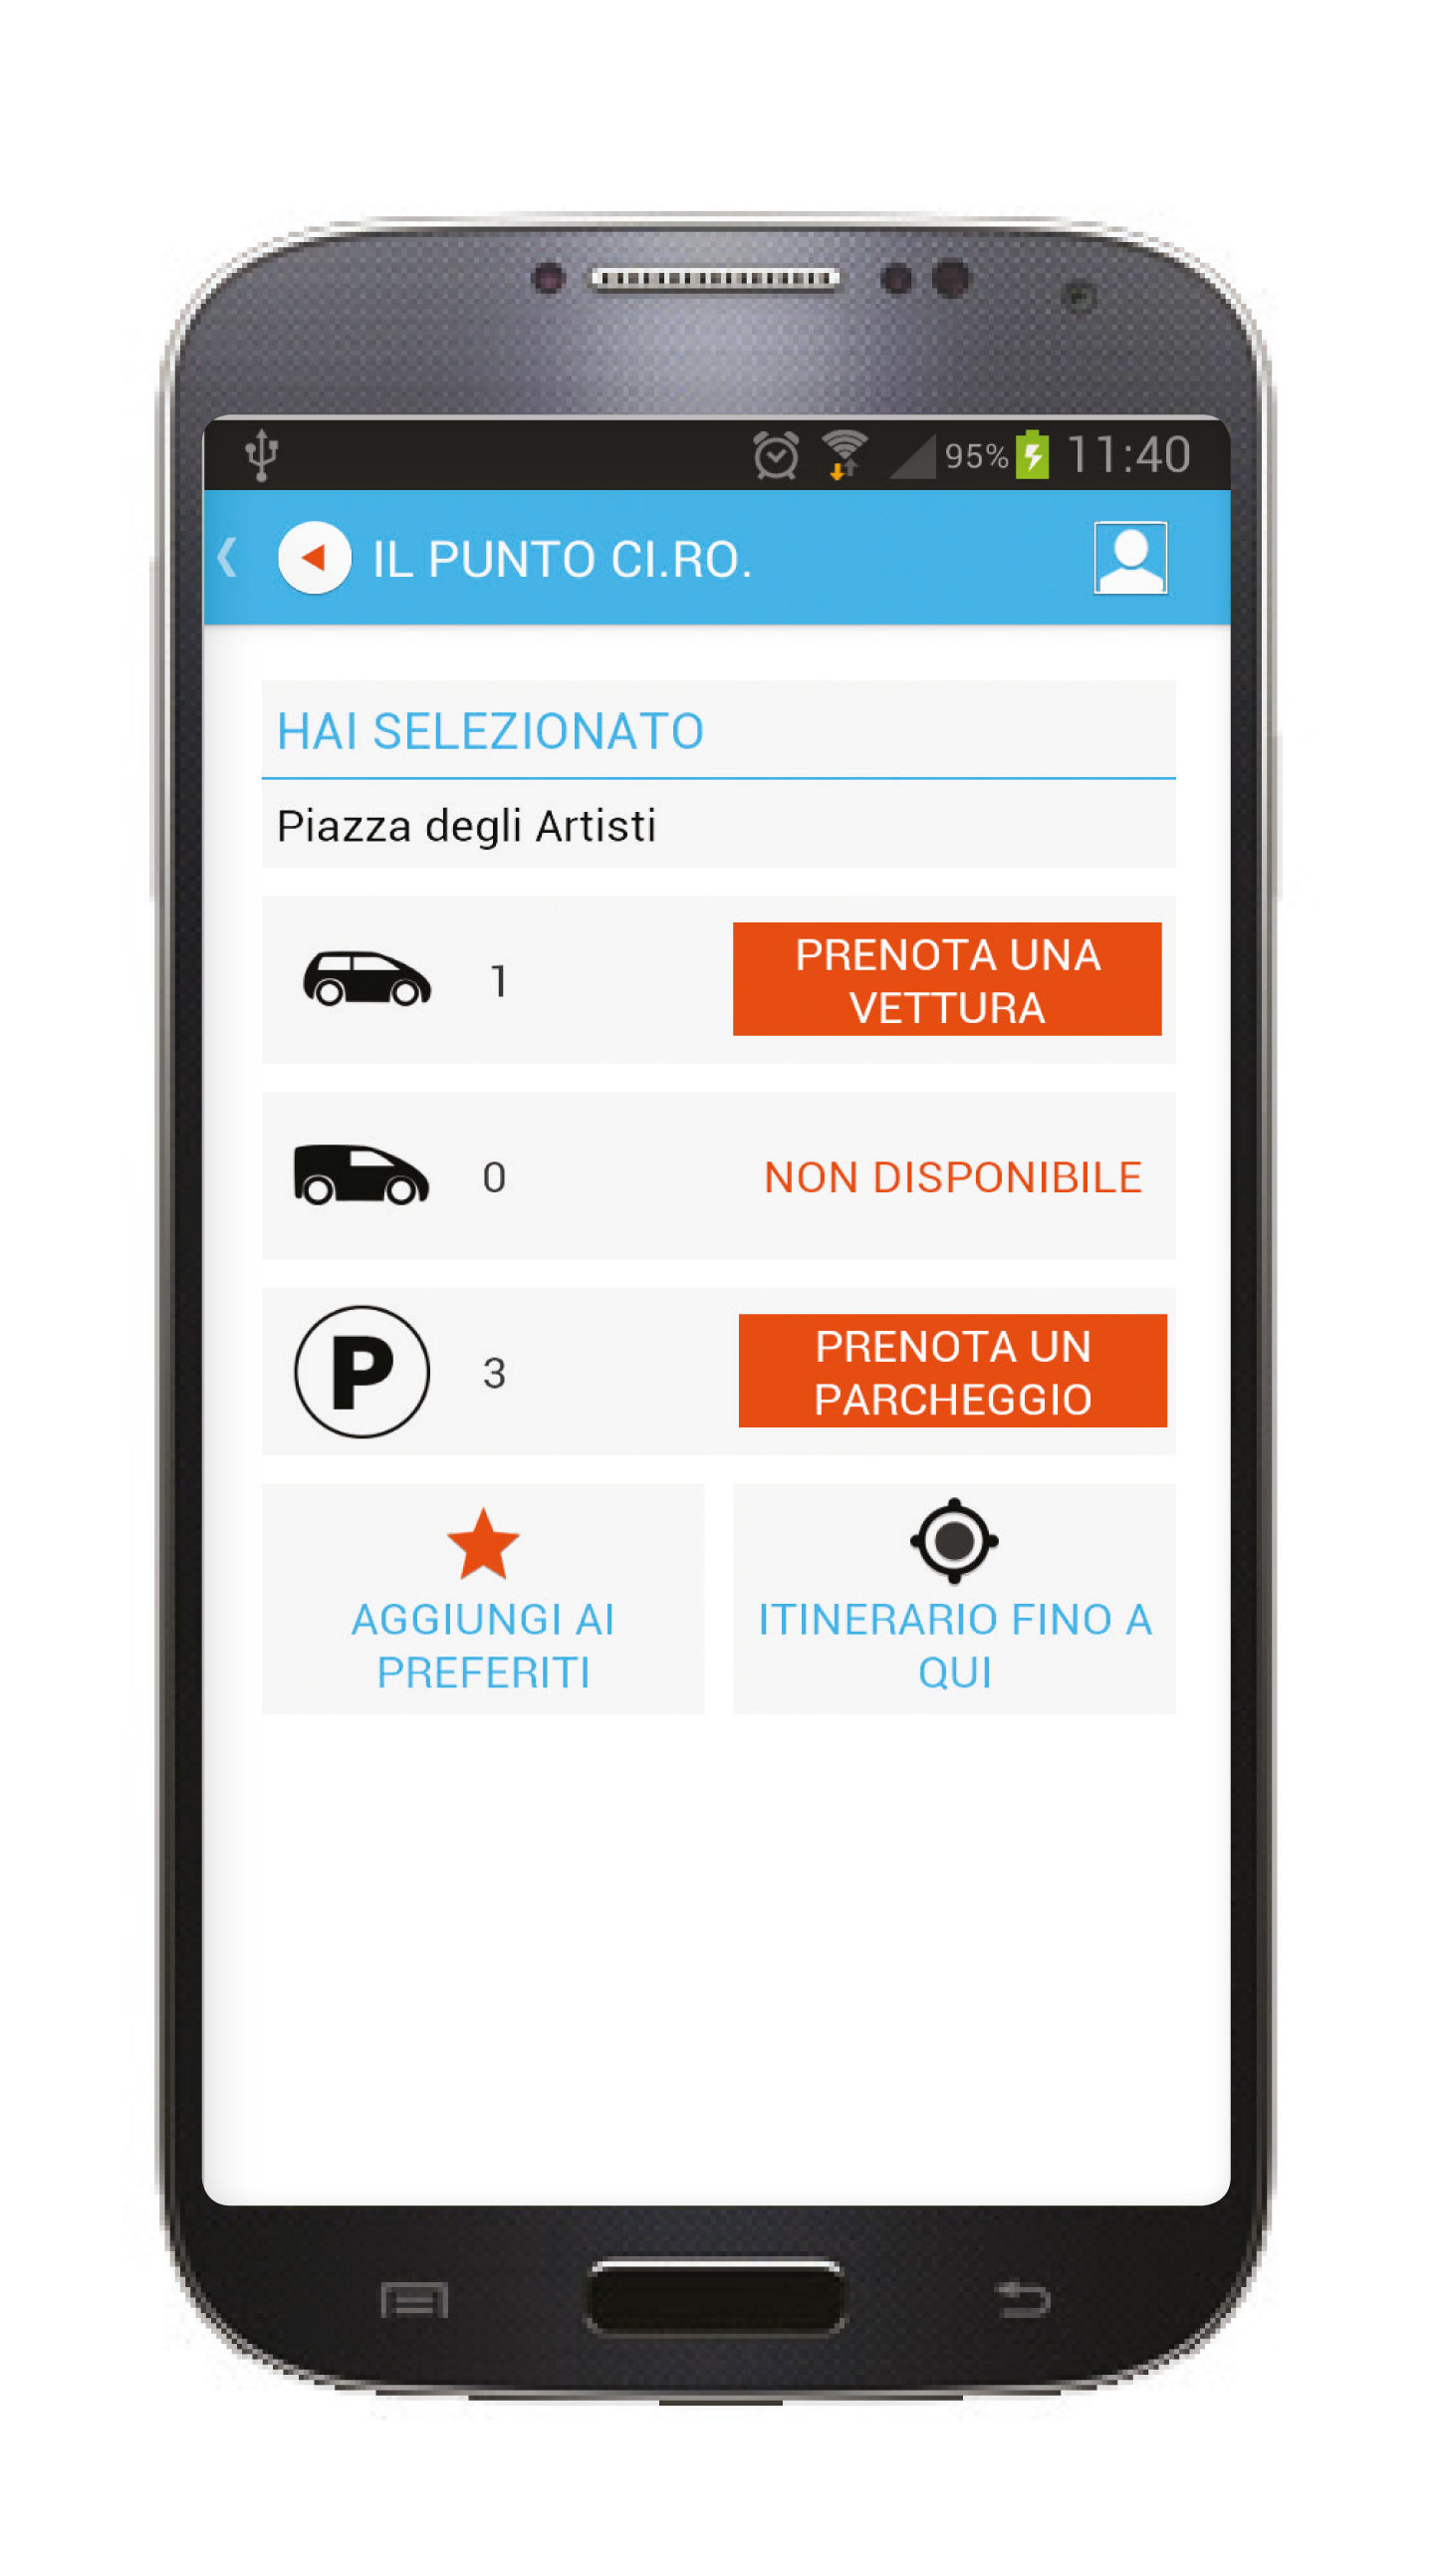 95% 11:40
IL PUNTO CI.RO.
HAI SELEZIONATO
Piazza degli Artisti
1
PRENOTA UNA
VETTURA
0
NON DISPONIBILE
P
3
PRENOTA UN
PARCHEGGIO
AGGIUNGI AI
PREFERITI
ITINERARIO FINO A
QUI